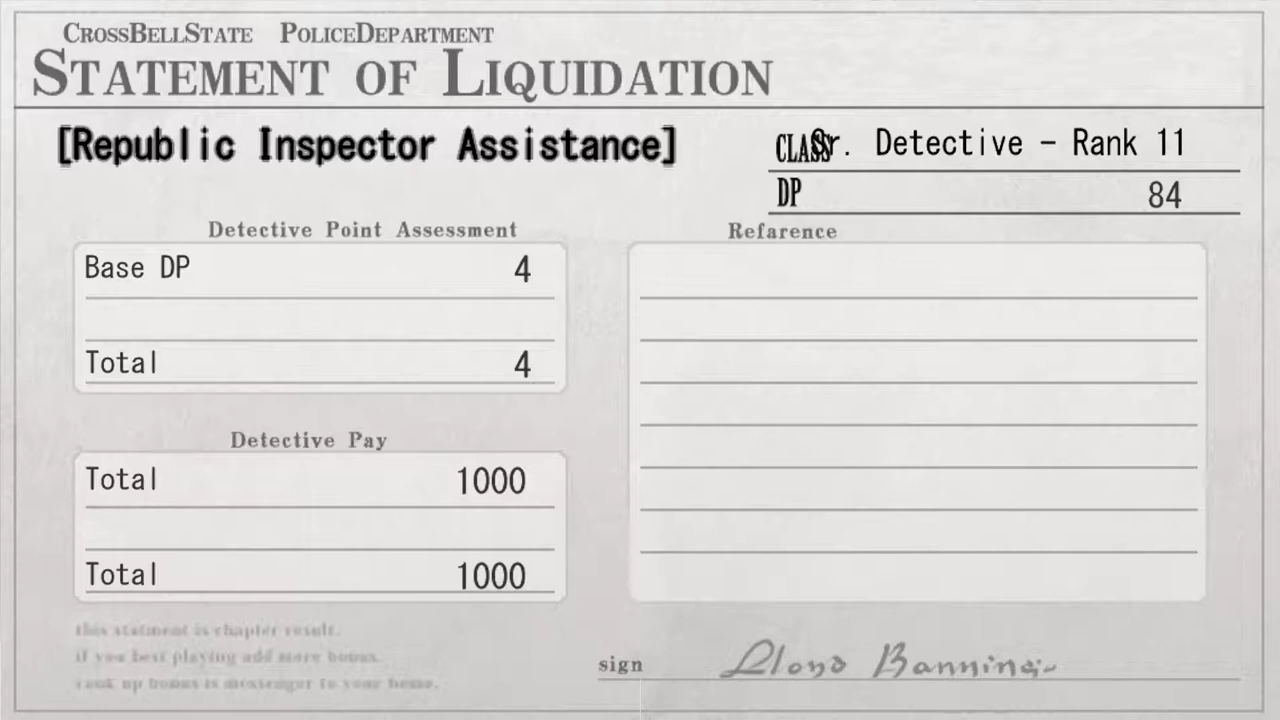 CROSSBELLSTATE POLICEDEPARTMENT
STATEMENT OF LIQUIDATION
[Republic Inspector Assistance]
CLASS Sr. Detective - Rank 11
DP 84
Detective Point Assessment
Refarence
Base DP 4
Total 4
Detective Pay
Total 1000
Total 1000
this statment is chapter result.
if you best playing add more bonus.
rank up bonus is messenger to your home.
sign Lloyd Bannings